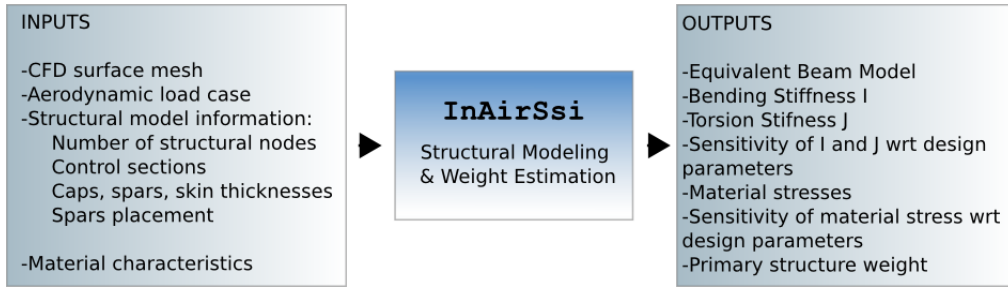 INPUTS
-CFD surface mesh
-Aerodynamic load case
-Structural model information:
Number of structural nodes
Control sections
Caps, spars, skin thicknesses
Spars placement
-Material characteristics
InAirSsi
Structural Modeling
& Weight Estimation
OUTPUTS
-Equivalent Beam Model
-Bending Stiffness I
-Torsion Stifness J
-Sensitivity of I and J wrt design
parameters
-Material stresses
-Sensitivity of material stress wrt
design parameters
-Primary structure weight